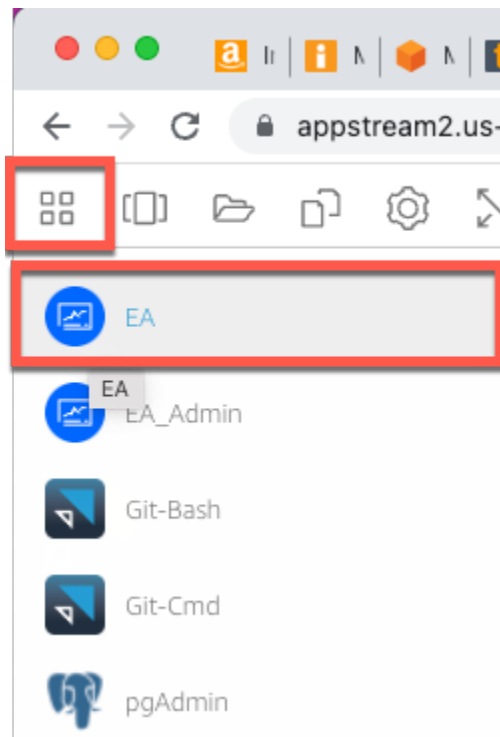 appstream2.us-
EA
EA
EA_Admin
Git-Bash
Git-Cmd
pgAdmin